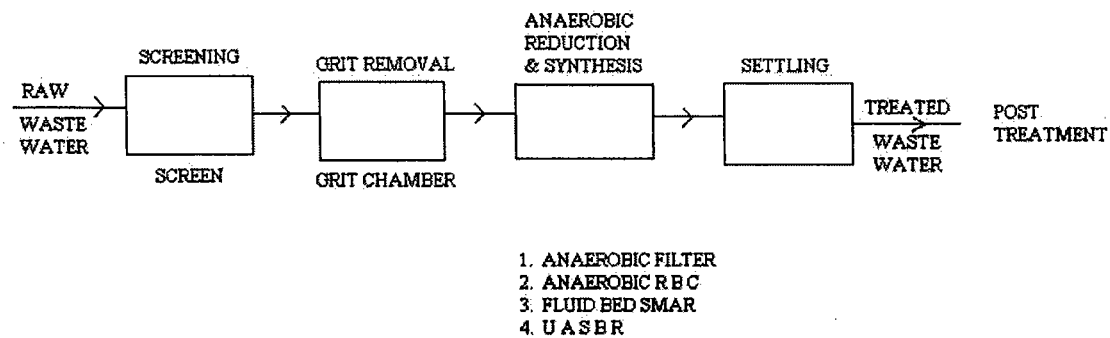 RAW
WASTE
WATER
SCREENING
SCREEN
GRIT REMOVAL
GRIT CHAMBER
ANAEROBIC
REDUCTION
& SYNTHESIS
SETTLING
TREATED
WASTE
WATER
POST
TREATMENT
1. ANAEROBIC FILTER
2. ANAEROBIC R B C
3. FLUID BED SMAR
4. U A S B R